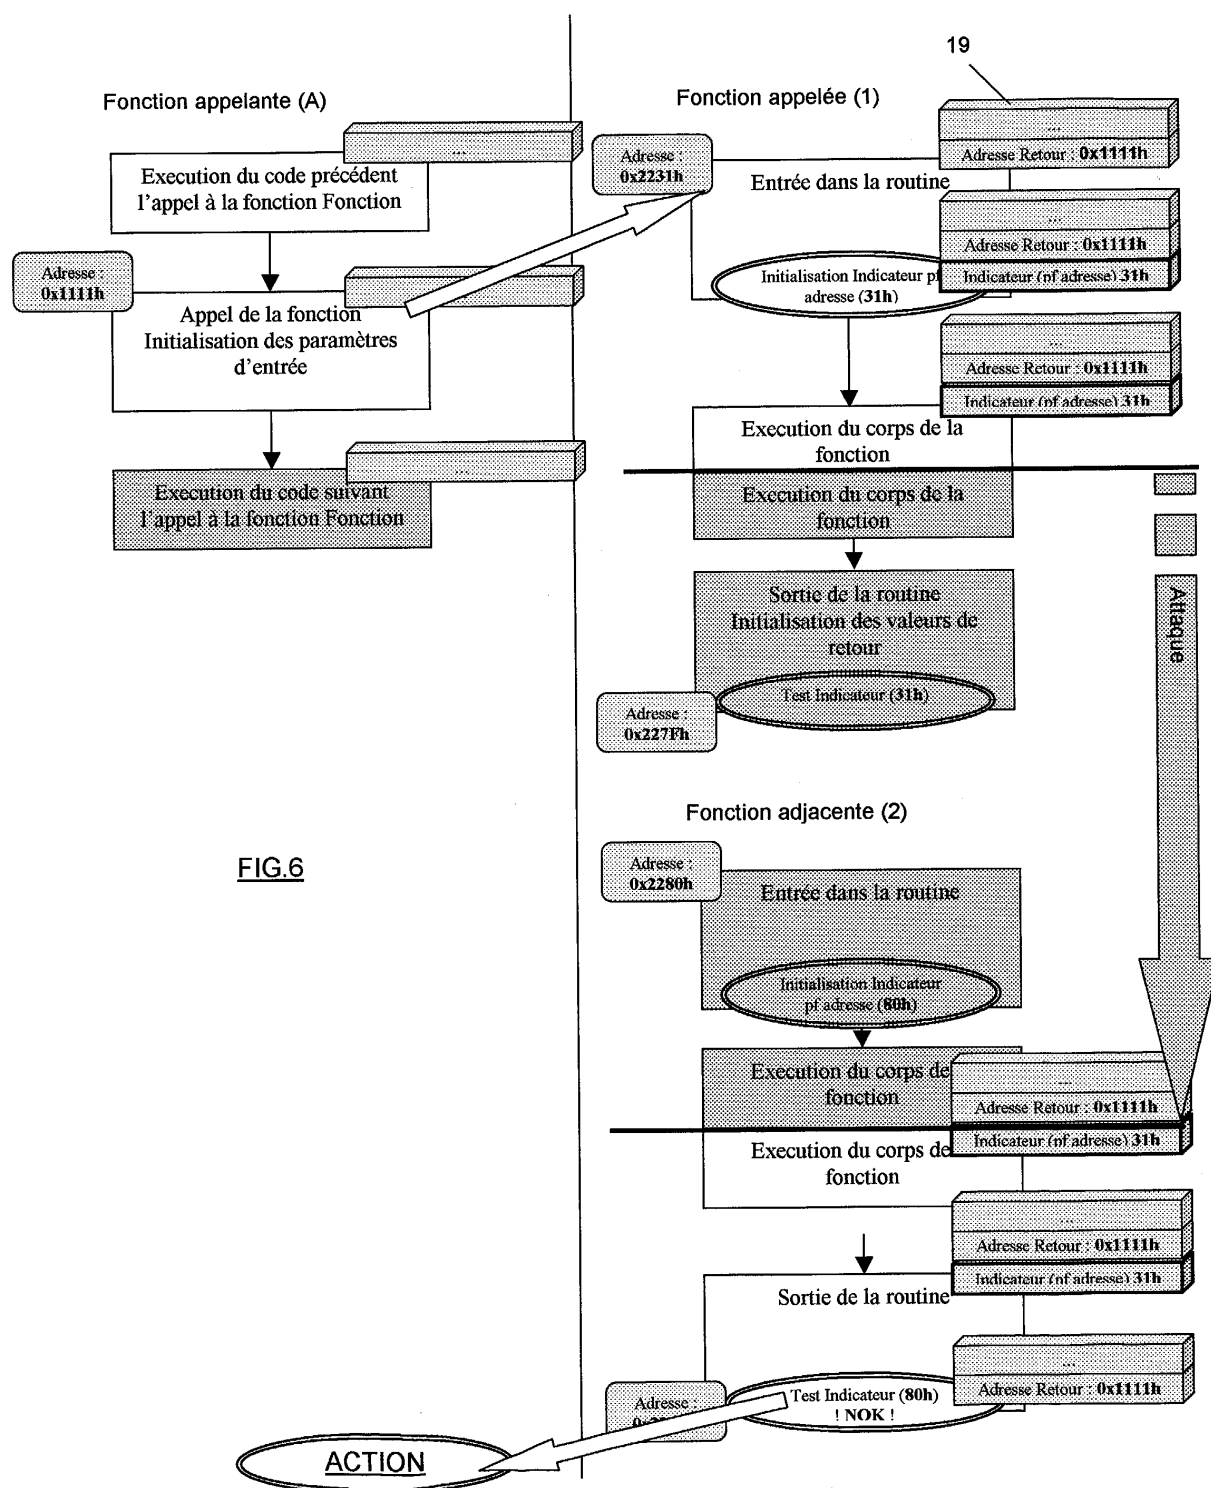 19
Fonction appelante (A)
Fonction appelée (1)
...
Execution du code précédent
l'appel à la fonction Fonction
Adresse :
0x1111h
...
Appel de la fonction
Initialisation des paramètres
d'entrée
...
Execution du code suivant
l'appel à la fonction Fonction
Adresse :
0x2231h
...
Adresse Retour : 0x1111h
Entrée dans la routine
...
Adresse Retour : 0x1111h
Indicateur (pf adresse) 31h
Initialisation Indicateur pf
adresse (31h)
...
Adresse Retour : 0x1111h
Indicateur (pf adresse) 31h
Execution du corps de la
fonction
Execution du corps de la
fonction
Attaque
Sortie de la routine
Initialisation des valeurs de
retour
Test Indicateur (31h)
Adresse :
0x227Fh
Fonction adjacente (2)
FIG.6
Adresse :
0x2280h
Entrée dans la routine
Initialisation Indicateur
pf adresse (80h)
Execution du corps de
fonction
...
Adresse Retour : 0x1111h
Indicateur (pf adresse) 31h
Execution du corps de
fonction
...
Adresse Retour : 0x1111h
Indicateur (pf adresse) 31h
Sortie de la routine
...
Adresse Retour : 0x1111h
Adresse :
Test Indicateur (80h)
! NOK !
ACTION